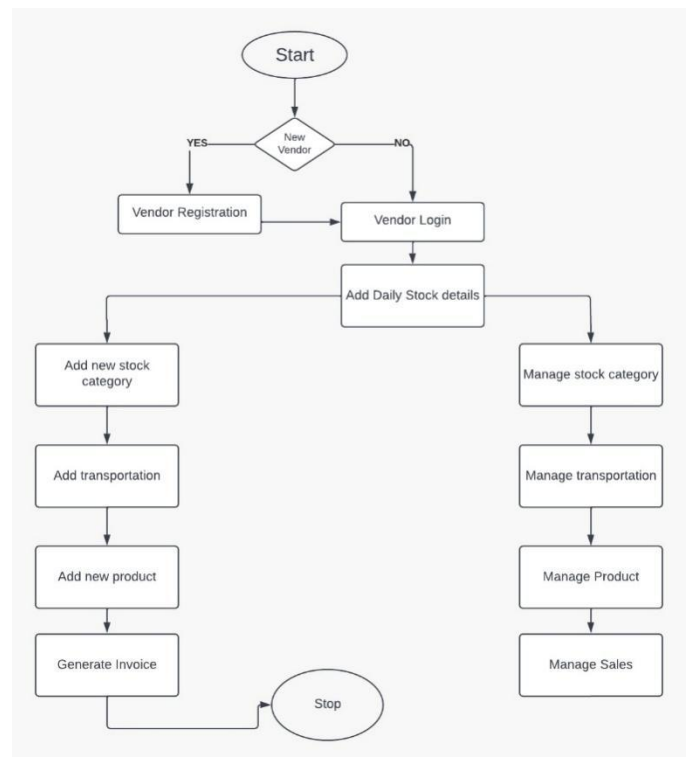 Start
New
Vendor
YES
NO
Vendor Registration
Vendor Login
Add Daily Stock details
Add new stock
category
Manage stock category
Add transportation
Manage transportation
Add new product
Manage Product
Generate Invoice
Manage Sales
Stop